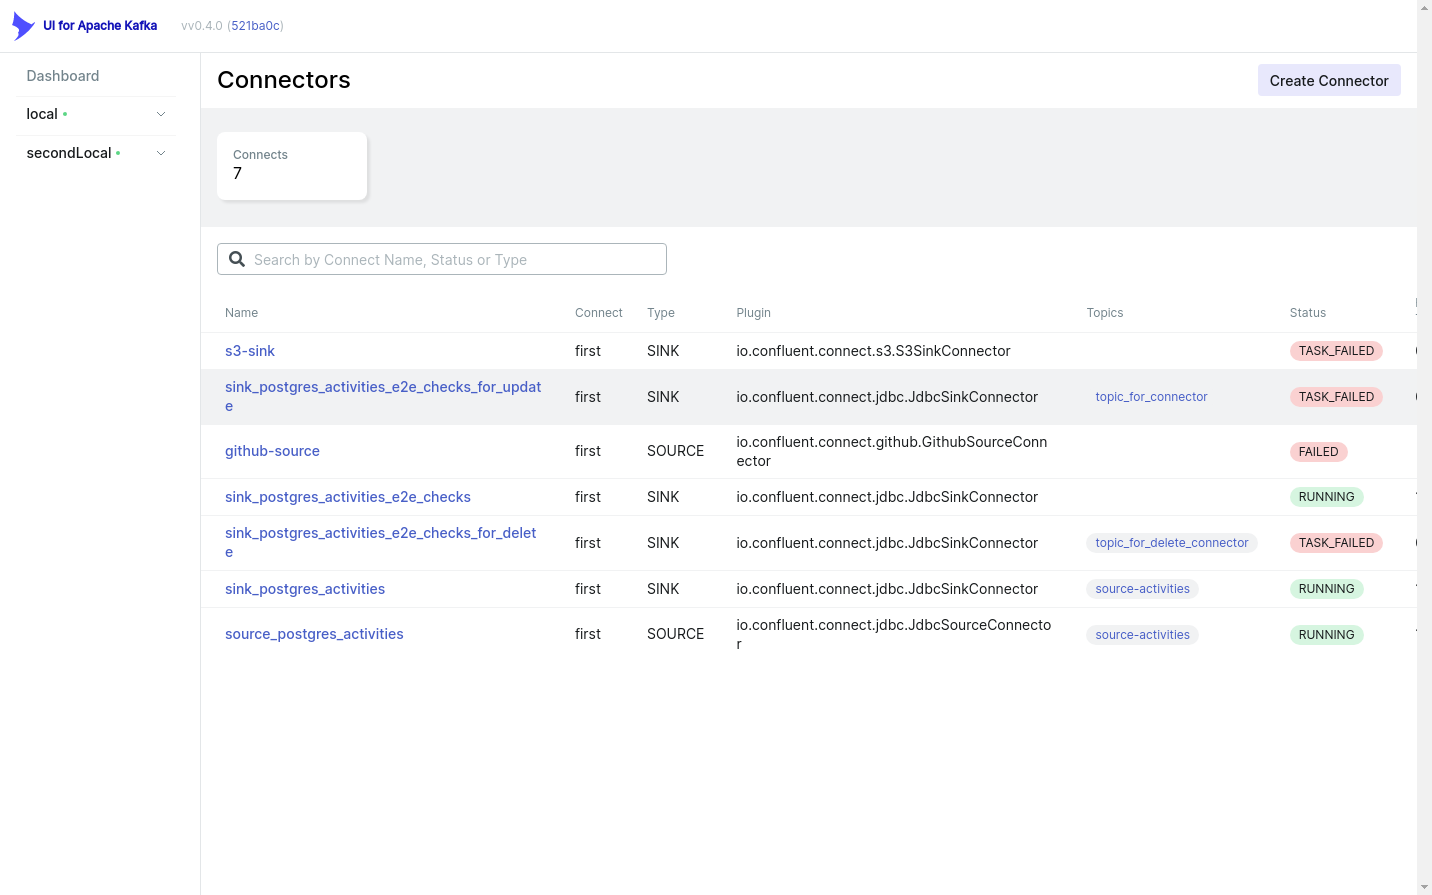 UI for Apache Kafka vv0.4.0 (521ba0c)
Dashboard
local
secondLocal
Connectors
Create Connector
Connects
7
Search by Connect Name, Status or Type
Name Connect Type Plugin Topics Status
s3-sink first SINK io.confluent.connect.s3.S3SinkConnector TASK_FAILED
sink_postgres_activities_e2e_checks_for_updat
e first SINK io.confluent.connect.jdbc.JdbcSinkConnector topic_for_connector TASK_FAILED
github-source first SOURCE io.confluent.connect.github.GithubSourceConn
ector FAILED
sink_postgres_activities_e2e_checks first SINK io.confluent.connect.jdbc.JdbcSinkConnector RUNNING
sink_postgres_activities_e2e_checks_for_delet
e first SINK io.confluent.connect.jdbc.JdbcSinkConnector topic_for_delete_connector TASK_FAILED
sink_postgres_activities first SINK io.confluent.connect.jdbc.JdbcSinkConnector source-activities RUNNING
source_postgres_activities first SOURCE io.confluent.connect.jdbc.JdbcSourceConnecto
r source-activities RUNNING